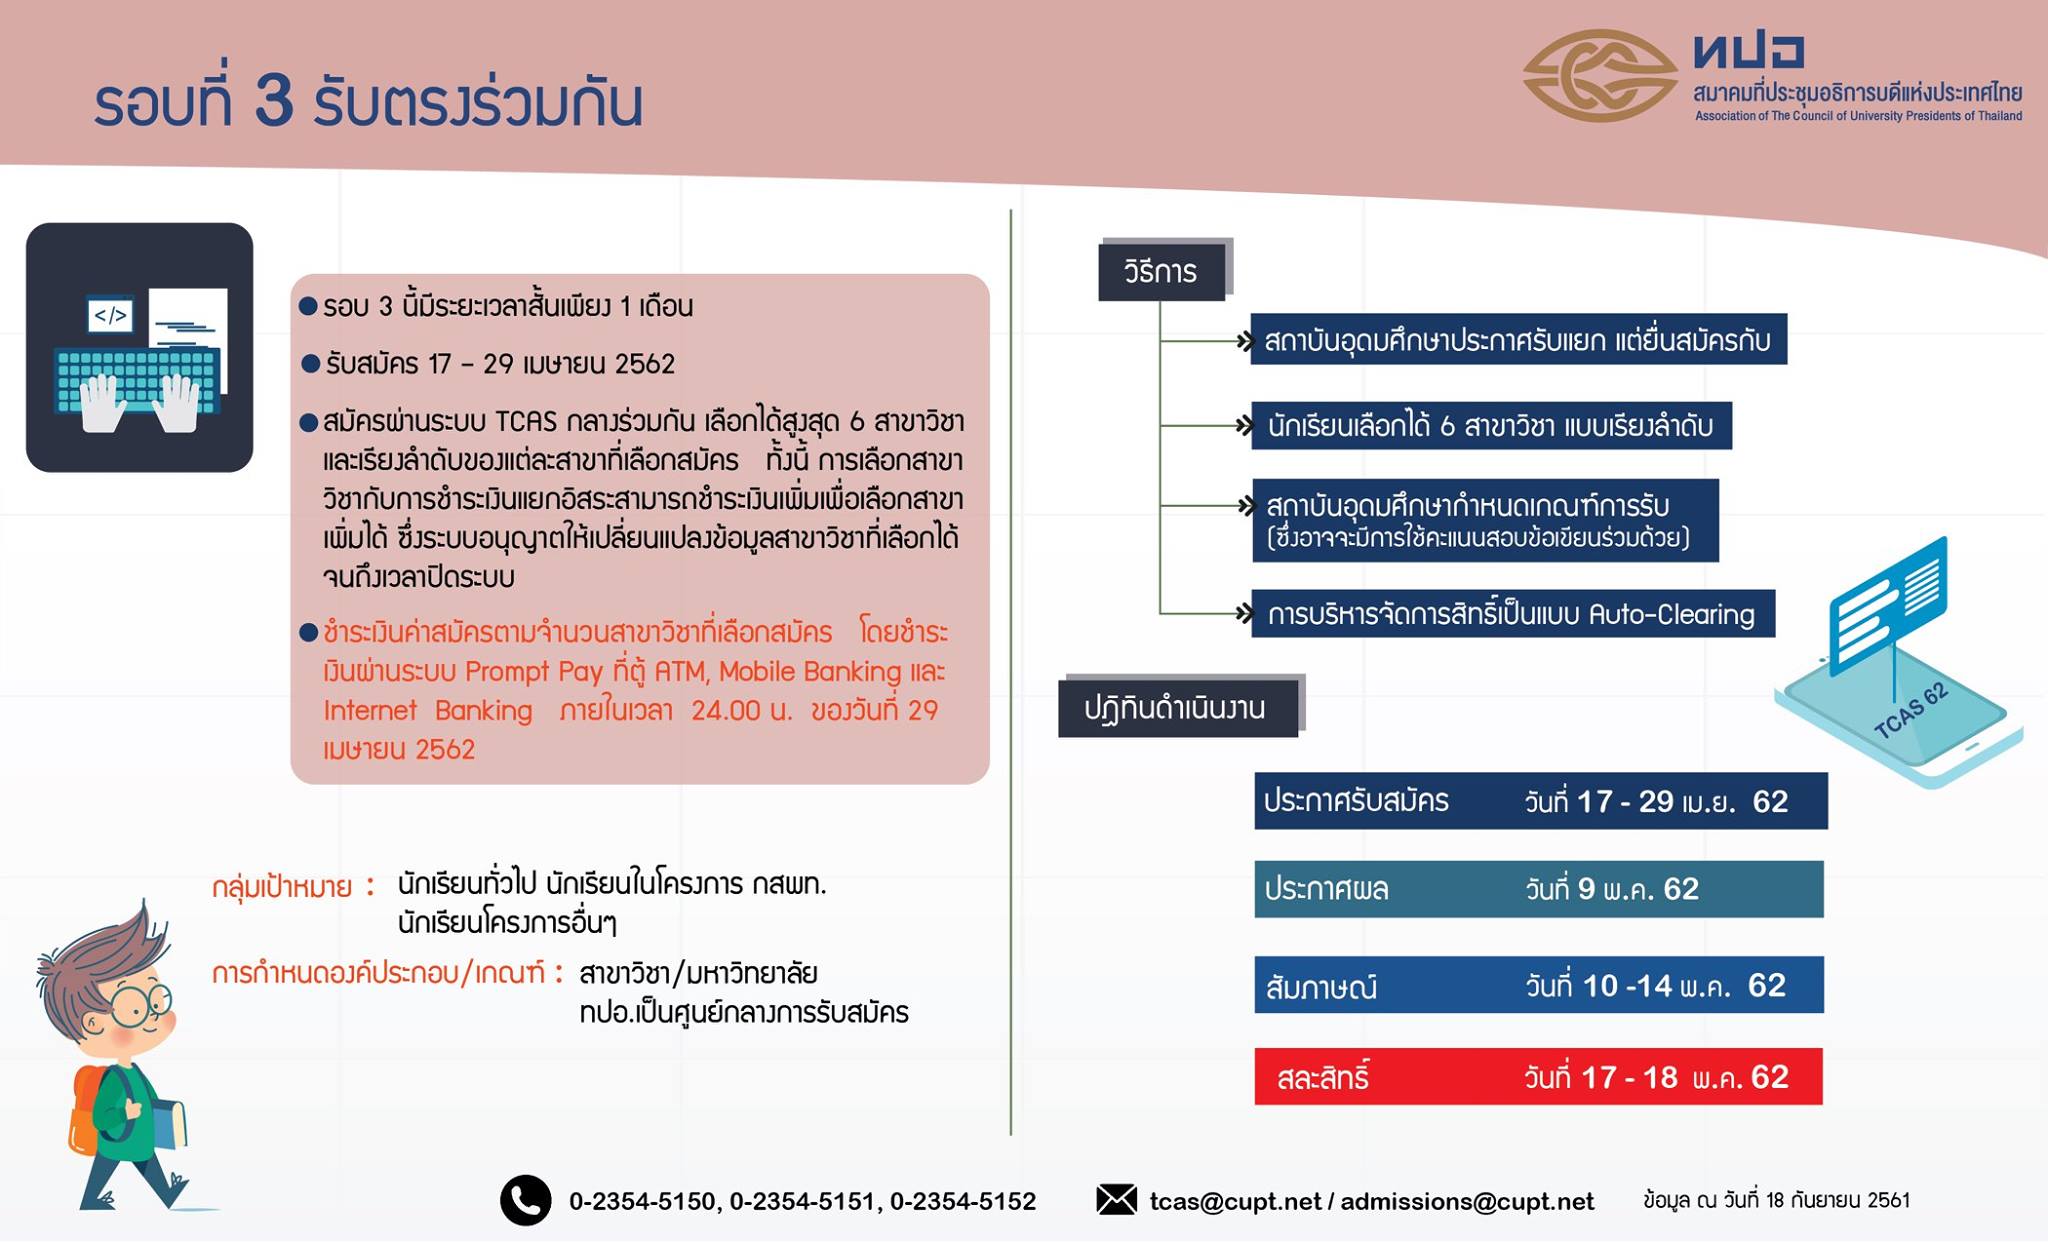 รอบที่ 3 รับตรงร่วมกัน
ทปอ
สมาคมที่ประชุมอธิการบดีแห่งประเทศไทย
Association of The Council of University Presidents of Thailand
</>
รอบ 3 นี้มีระยะเวลาสั้นเพียง 1 เดือน
รับสมัคร 17 – 29 เมษายน 2562
สมัครผ่านระบบ TCAS กลางร่วมกัน เลือกได้สูงสุด 6 สาขาวิชา
และเรียงลำดับของแต่ละสาขาที่เลือกสมัคร ทั้งนี้ การเลือกสาขา
วิชากับการชำระเงินแยกอิสระสามารถชำระเงินเพิ่มเพื่อเลือกสาขา
เพิ่มได้ ซึ่งระบบอนุญาตให้เปลี่ยนแปลงข้อมูลสาขาวิชาที่เลือกได้
จนถึงเวลาปิดระบบ
ชำระเงินค่าสมัครตามจำนวนสาขาวิชาที่เลือกสมัคร โดยชำระ
เงินผ่านระบบ Prompt Pay ที่ตู้ ATM, Mobile Banking และ
Internet Banking ภายในเวลา 24.00 น. ของวันที่ 29
เมษายน 2562
กลุ่มเป้าหมาย : นักเรียนทั่วไป นักเรียนในโครงการ กสพท.
นักเรียนโครงการอื่นๆ
การกำหนดองค์ประกอบ/เกณฑ์ : สาขาวิชา/มหาวิทยาลัย
ทปอ.เป็นศูนย์กลางการรับสมัคร
วิธีการ
สถาบันอุดมศึกษาประกาศรับแยก แต่ยื่นสมัครกับ
นักเรียนเลือกได้ 6 สาขาวิชา แบบเรียงลำดับ
สถาบันอุดมศึกษากำหนดเกณฑ์การรับ
(ซึ่งอาจจะมีการใช้คะแนนสอบข้อเขียนร่วมด้วย)
การบริหารจัดการสิทธิ์เป็นแบบ Auto-Clearing
TCAS 62
ปฏิทินดำเนินงาน
ประกาศรับสมัคร วันที่ 17 - 29 เม.ย. 62
ประกาศผล วันที่ 9 พ.ค. 62
สัมภาษณ์ วันที่ 10 -14 พ.ค. 62
สละสิทธิ์ วันที่ 17 - 18 พ.ค. 62
0-2354-5150, 0-2354-5151, 0-2354-5152
tcas@cupt.net / admissions@cupt.net
ข้อมูล ณ วันที่ 18 กันยายน 2561